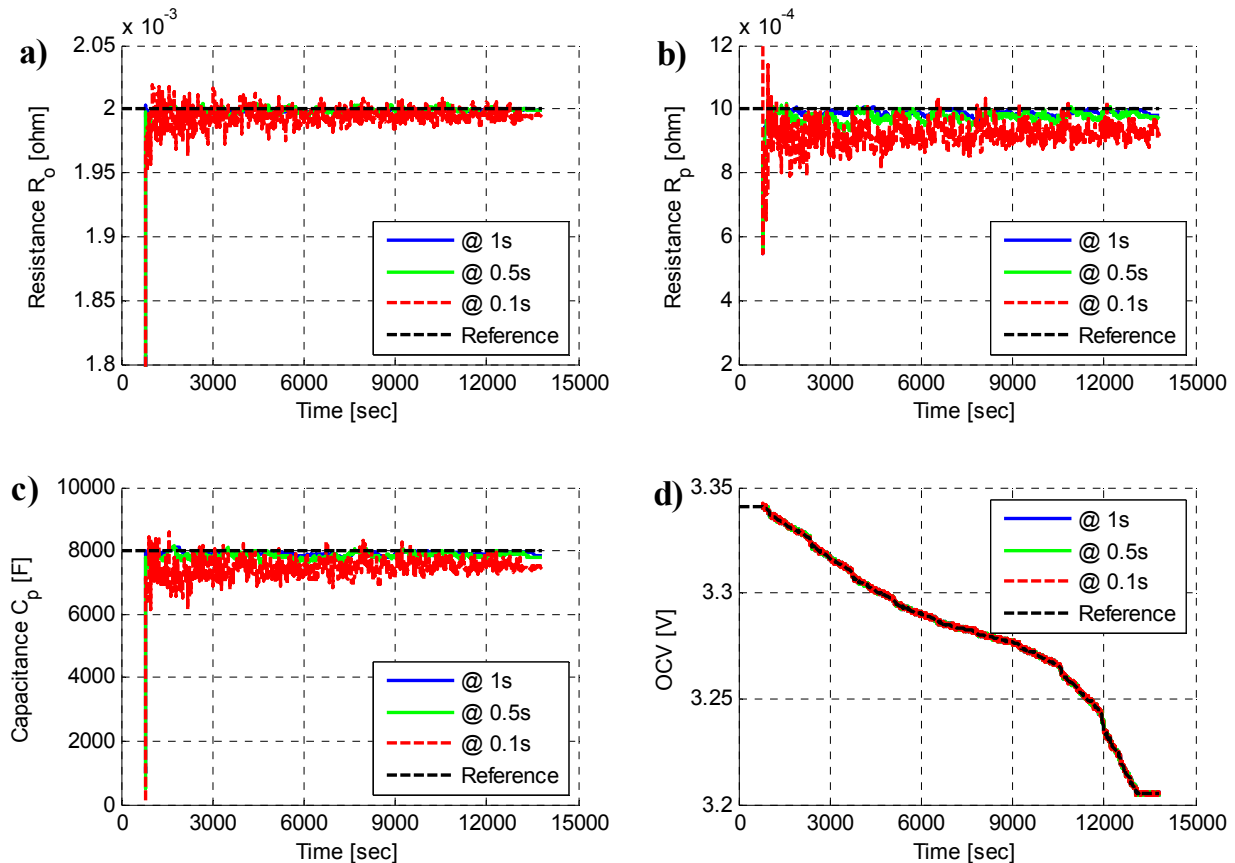 a)
x 10⁻³
2.05
2
1.95
1.9
1.85
1.8
Resistance Rₒ [ohm]
@ 1s
@ 0.5s
@ 0.1s
Reference
0 3000 6000 9000 12000 15000
Time [sec]
b)
x 10⁻⁴
12
10
8
6
4
2
Resistance Rₚ [ohm]
@ 1s
@ 0.5s
@ 0.1s
Reference
0 3000 6000 9000 12000 15000
Time [sec]
c)
10000
8000
6000
4000
2000
0
Capacitance Cₚ [F]
@ 1s
@ 0.5s
@ 0.1s
Reference
0 3000 6000 9000 12000 15000
Time [sec]
d)
3.35
3.3
3.25
3.2
OCV [V]
@ 1s
@ 0.5s
@ 0.1s
Reference
0 3000 6000 9000 12000 15000
Time [sec]